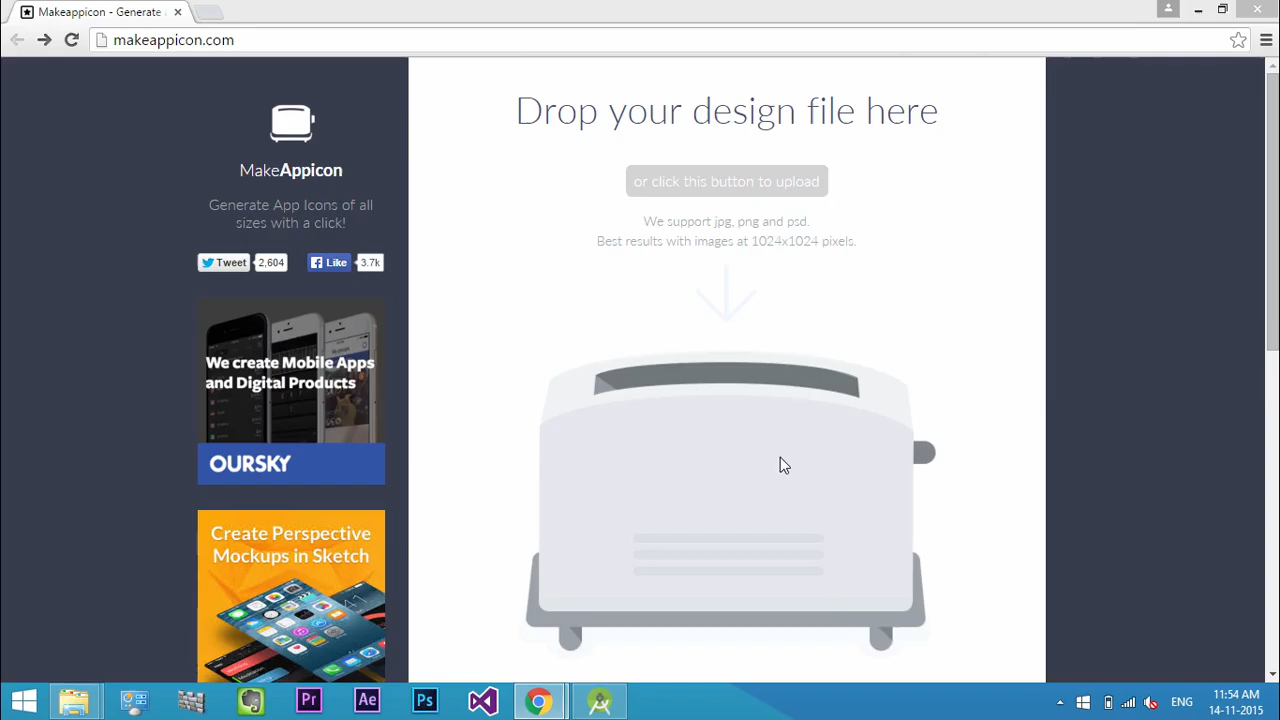 Makeappicon - Generate
makeappicon.com
MakeAppicon
Generate App Icons of all
sizes with a click!
Tweet 2,604 Like 3.7k
We create Mobile Apps
and Digital Products
OURSKY
Create Perspective
Mockups in Sketch
Drop your design file here
or click this button to upload
We support jpg, png and psd.
Best results with images at 1024x1024 pixels.
Pr Ae Ps ENG
11:54 AM
14-11-2015